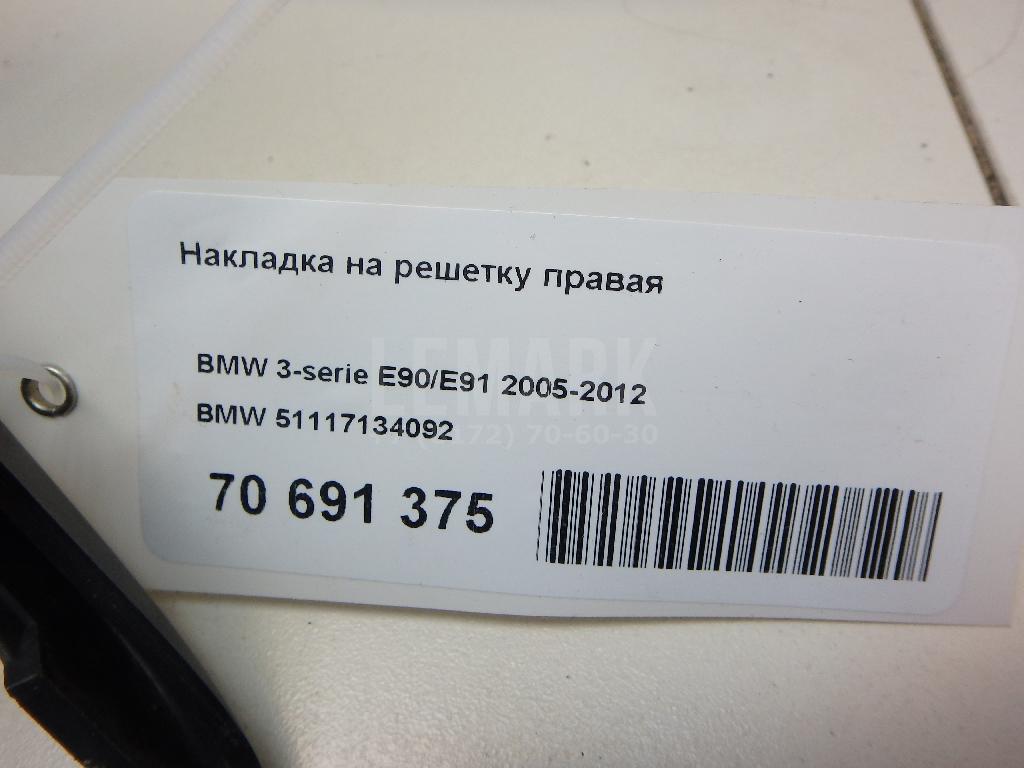 Накладка на решетку правая
LEMARK
BMW 3-serie E90/E91 2005-2012
BMW 51117134092
72) 70-60-30
70 691 375